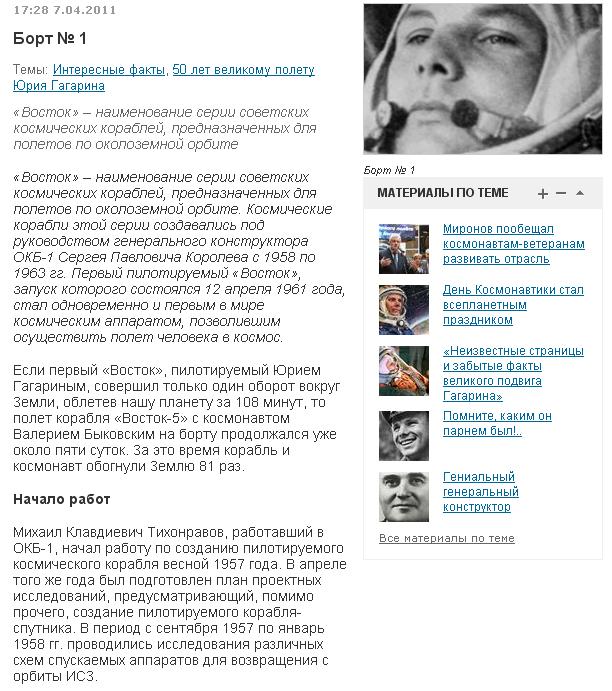 17:28 7.04.2011
Борт № 1
Темы: Интересные факты, 50 лет великому полету
Юрия Гагарина
«Восток» – наименование серии советских
космических кораблей, предназначенных для
полетов по околоземной орбите
«Восток» – наименование серии советских
космических кораблей, предназначенных для
полетов по околоземной орбите. Космические
корабли этой серии создавались под
руководством генерального конструктора
ОКБ-1 Сергея Павловича Королева с 1958 по
1963 гг. Первый пилотируемый «Восток»,
запуск которого состоялся 12 апреля 1961 года,
стал одновременно и первым в мире
космическим аппаратом, позволившим
осуществить полет человека в космос.
Если первый «Восток», пилотируемый Юрием
Гагариным, совершил только один оборот вокруг
Земли, облетев нашу планету за 108 минут, то
полет корабля «Восток-5» с космонавтом
Валерием Быковским на борту продолжался уже
около пяти суток. За это время корабль и
космонавт обогнули Землю 81 раз.
Начало работ
Михаил Клавдиевич Тихонравов, работавший в
ОКБ-1, начал работу по созданию пилотируемого
космического корабля весной 1957 года. В апреле
того же года был подготовлен план проектных
исследований, предусматривающий, помимо
прочего, создание пилотируемого корабля-
спутника. В период с сентября 1957 по январь
1958 гг. проводились исследования различных
схем спускаемых аппаратов для возвращения с
орбиты ИСЗ.
Борт № 1
МАТЕРИАЛЫ ПО ТЕМЕ
Миронов пообещал
космонавтам-ветеранам
развивать отрасль
День Космонавтики стал
всепланетным
праздником
«Неизвестные страницы
и забытые факты
великого подвига
Гагарина»
Помните, каким он
парнем был!..
Гениальный
генеральный
конструктор
Все материалы по теме